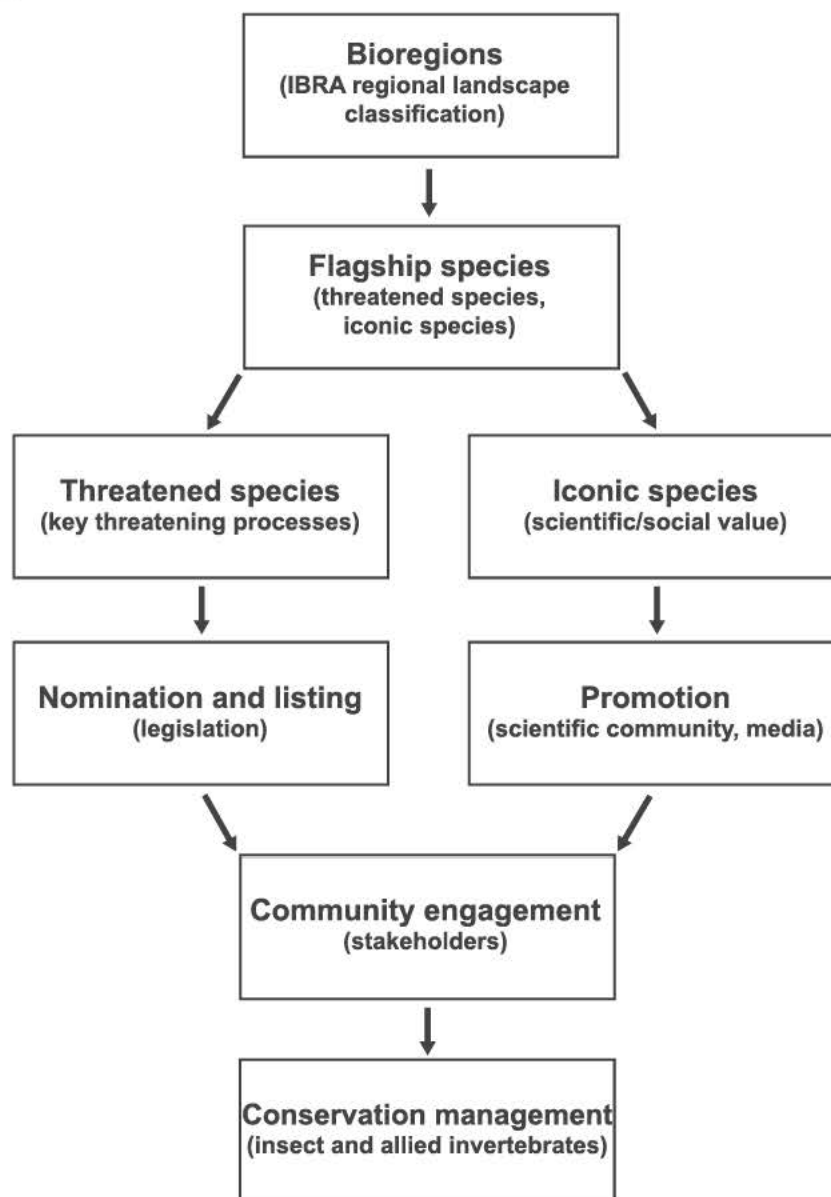 Bioregions
(IBRA regional landscape
classification)
Flagship species
(threatened species,
iconic species)
Threatened species
(key threatening processes)
Iconic species
(scientific/social value)
Nomination and listing
(legislation)
Promotion
(scientific community, media)
Community engagement
(stakeholders)
Conservation management
(insect and allied invertebrates)